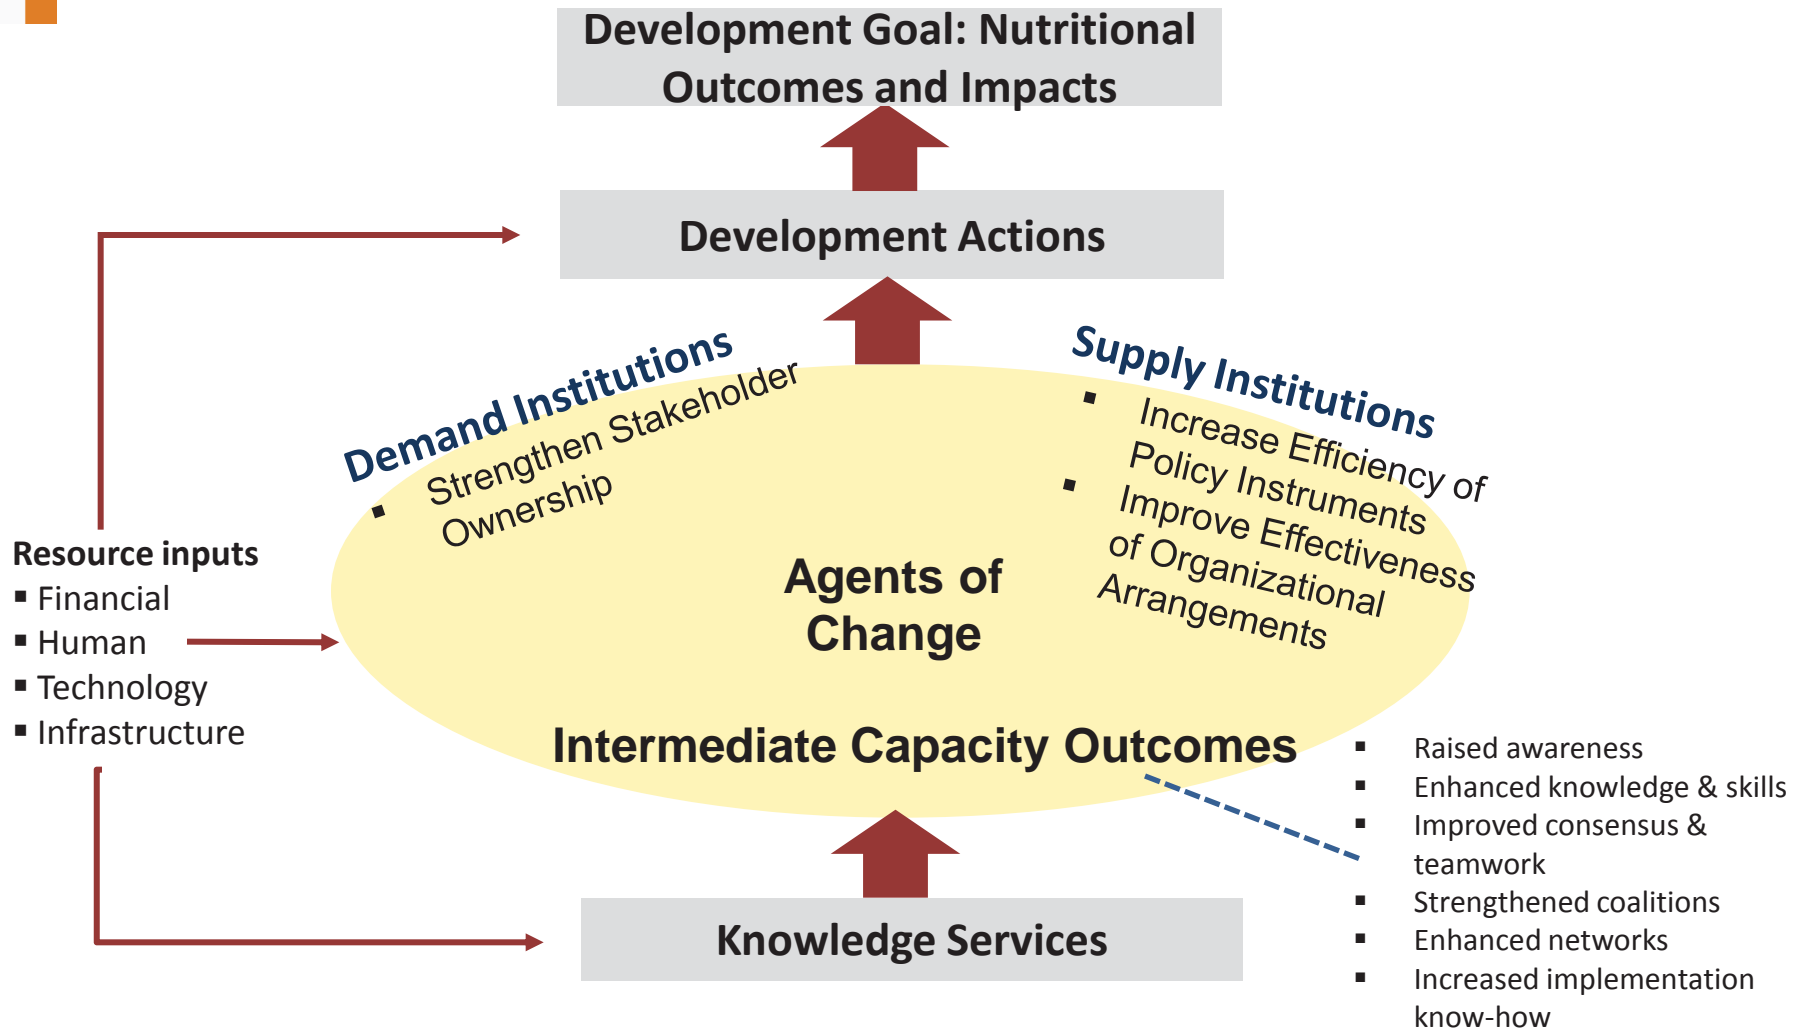 Development Goal: Nutritional
Outcomes and Impacts
Development Actions
Demand Institutions
▪ Strengthen Stakeholder
Ownership
Supply Institutions
▪ Increase Efficiency of
Policy Instruments
▪ Improve Effectiveness
of Organizational
Arrangements
Resource inputs
▪ Financial
▪ Human
▪ Technology
▪ Infrastructure
Agents of
Change
Intermediate Capacity Outcomes
▪ Raised awareness
▪ Enhanced knowledge & skills
▪ Improved consensus &
teamwork
▪ Strengthened coalitions
▪ Enhanced networks
▪ Increased implementation
know-how
Knowledge Services